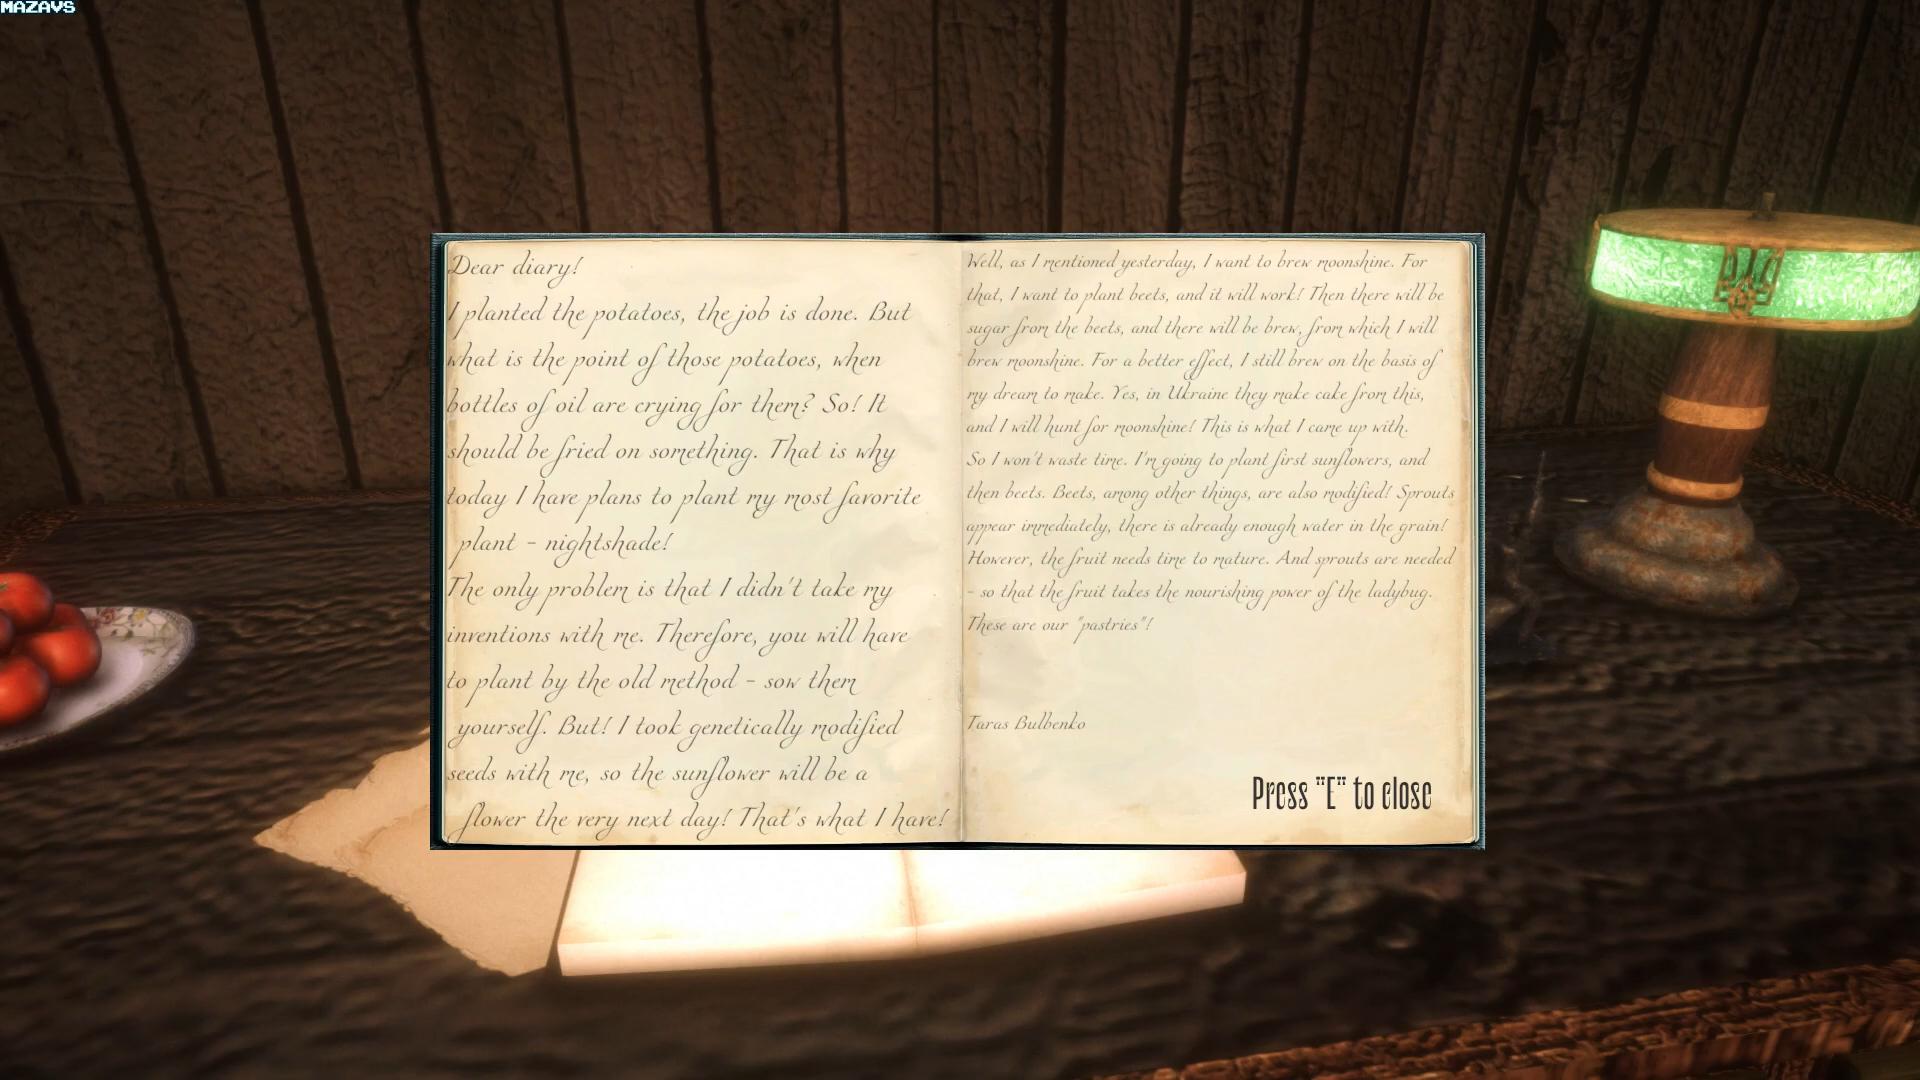 MAZAVS
Dear diary!
I planted the potatoes, the job is done. But
what is the point of those potatoes, when
bottles of oil are crying for them? So! It
should be fried on something. That is why
today I have plans to plant my most favorite
plant - nightshade!
The only problem is that I didn't take my
inventions with me. Therefore, you will have
to plant by the old method - sow them
yourself. But! I took genetically modified
seeds with me, so the sunflower will be a
flower the very next day! That's what I have!
Well, as I mentioned yesterday, I want to brew moonshine. For
that, I want to plant beets, and it will work! Then there will be
sugar from the beets, and there will be brew, from which I will
brew moonshine. For a better effect, I still brew on the basis of
my dream to make. Yes, in Ukraine they make cake from this,
and I will hunt for moonshine! This is what I came up with.
So I won't waste time. I'm going to plant first sunflowers, and
then beets. Beets, among other things, are also modified! Sprouts
appear immediately, there is already enough water in the grain!
However, the fruit needs time to mature. And sprouts are needed
- so that the fruit takes the nourishing power of the ladybug.
These are our "pastries"!
Taras Bulbenko
Press "E" to close